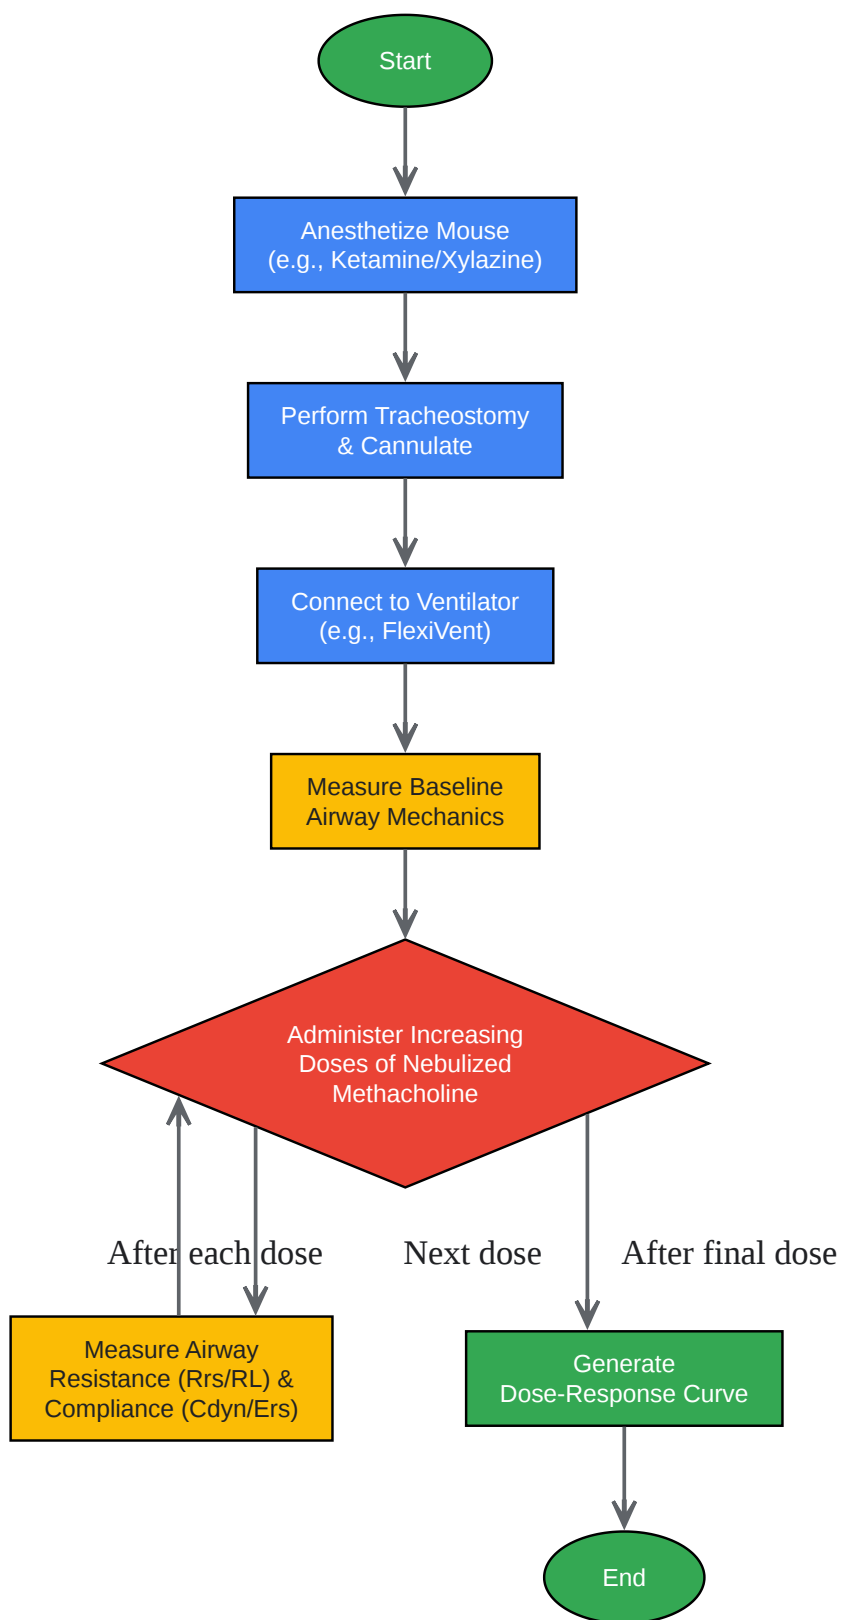 Start
Anesthetize Mouse
(e.g., Ketamine/Xylazine)
Perform Tracheostomy
& Cannulate
Connect to Ventilator
(e.g., FlexiVent)
Measure Baseline
Airway Mechanics
Administer Increasing
Doses of Nebulized
Methacholine
After each dose
Next dose
After final dose
Measure Airway
Resistance (Rrs/RL) &
Compliance (Cdyn/Ers)
Generate
Dose-Response Curve
End